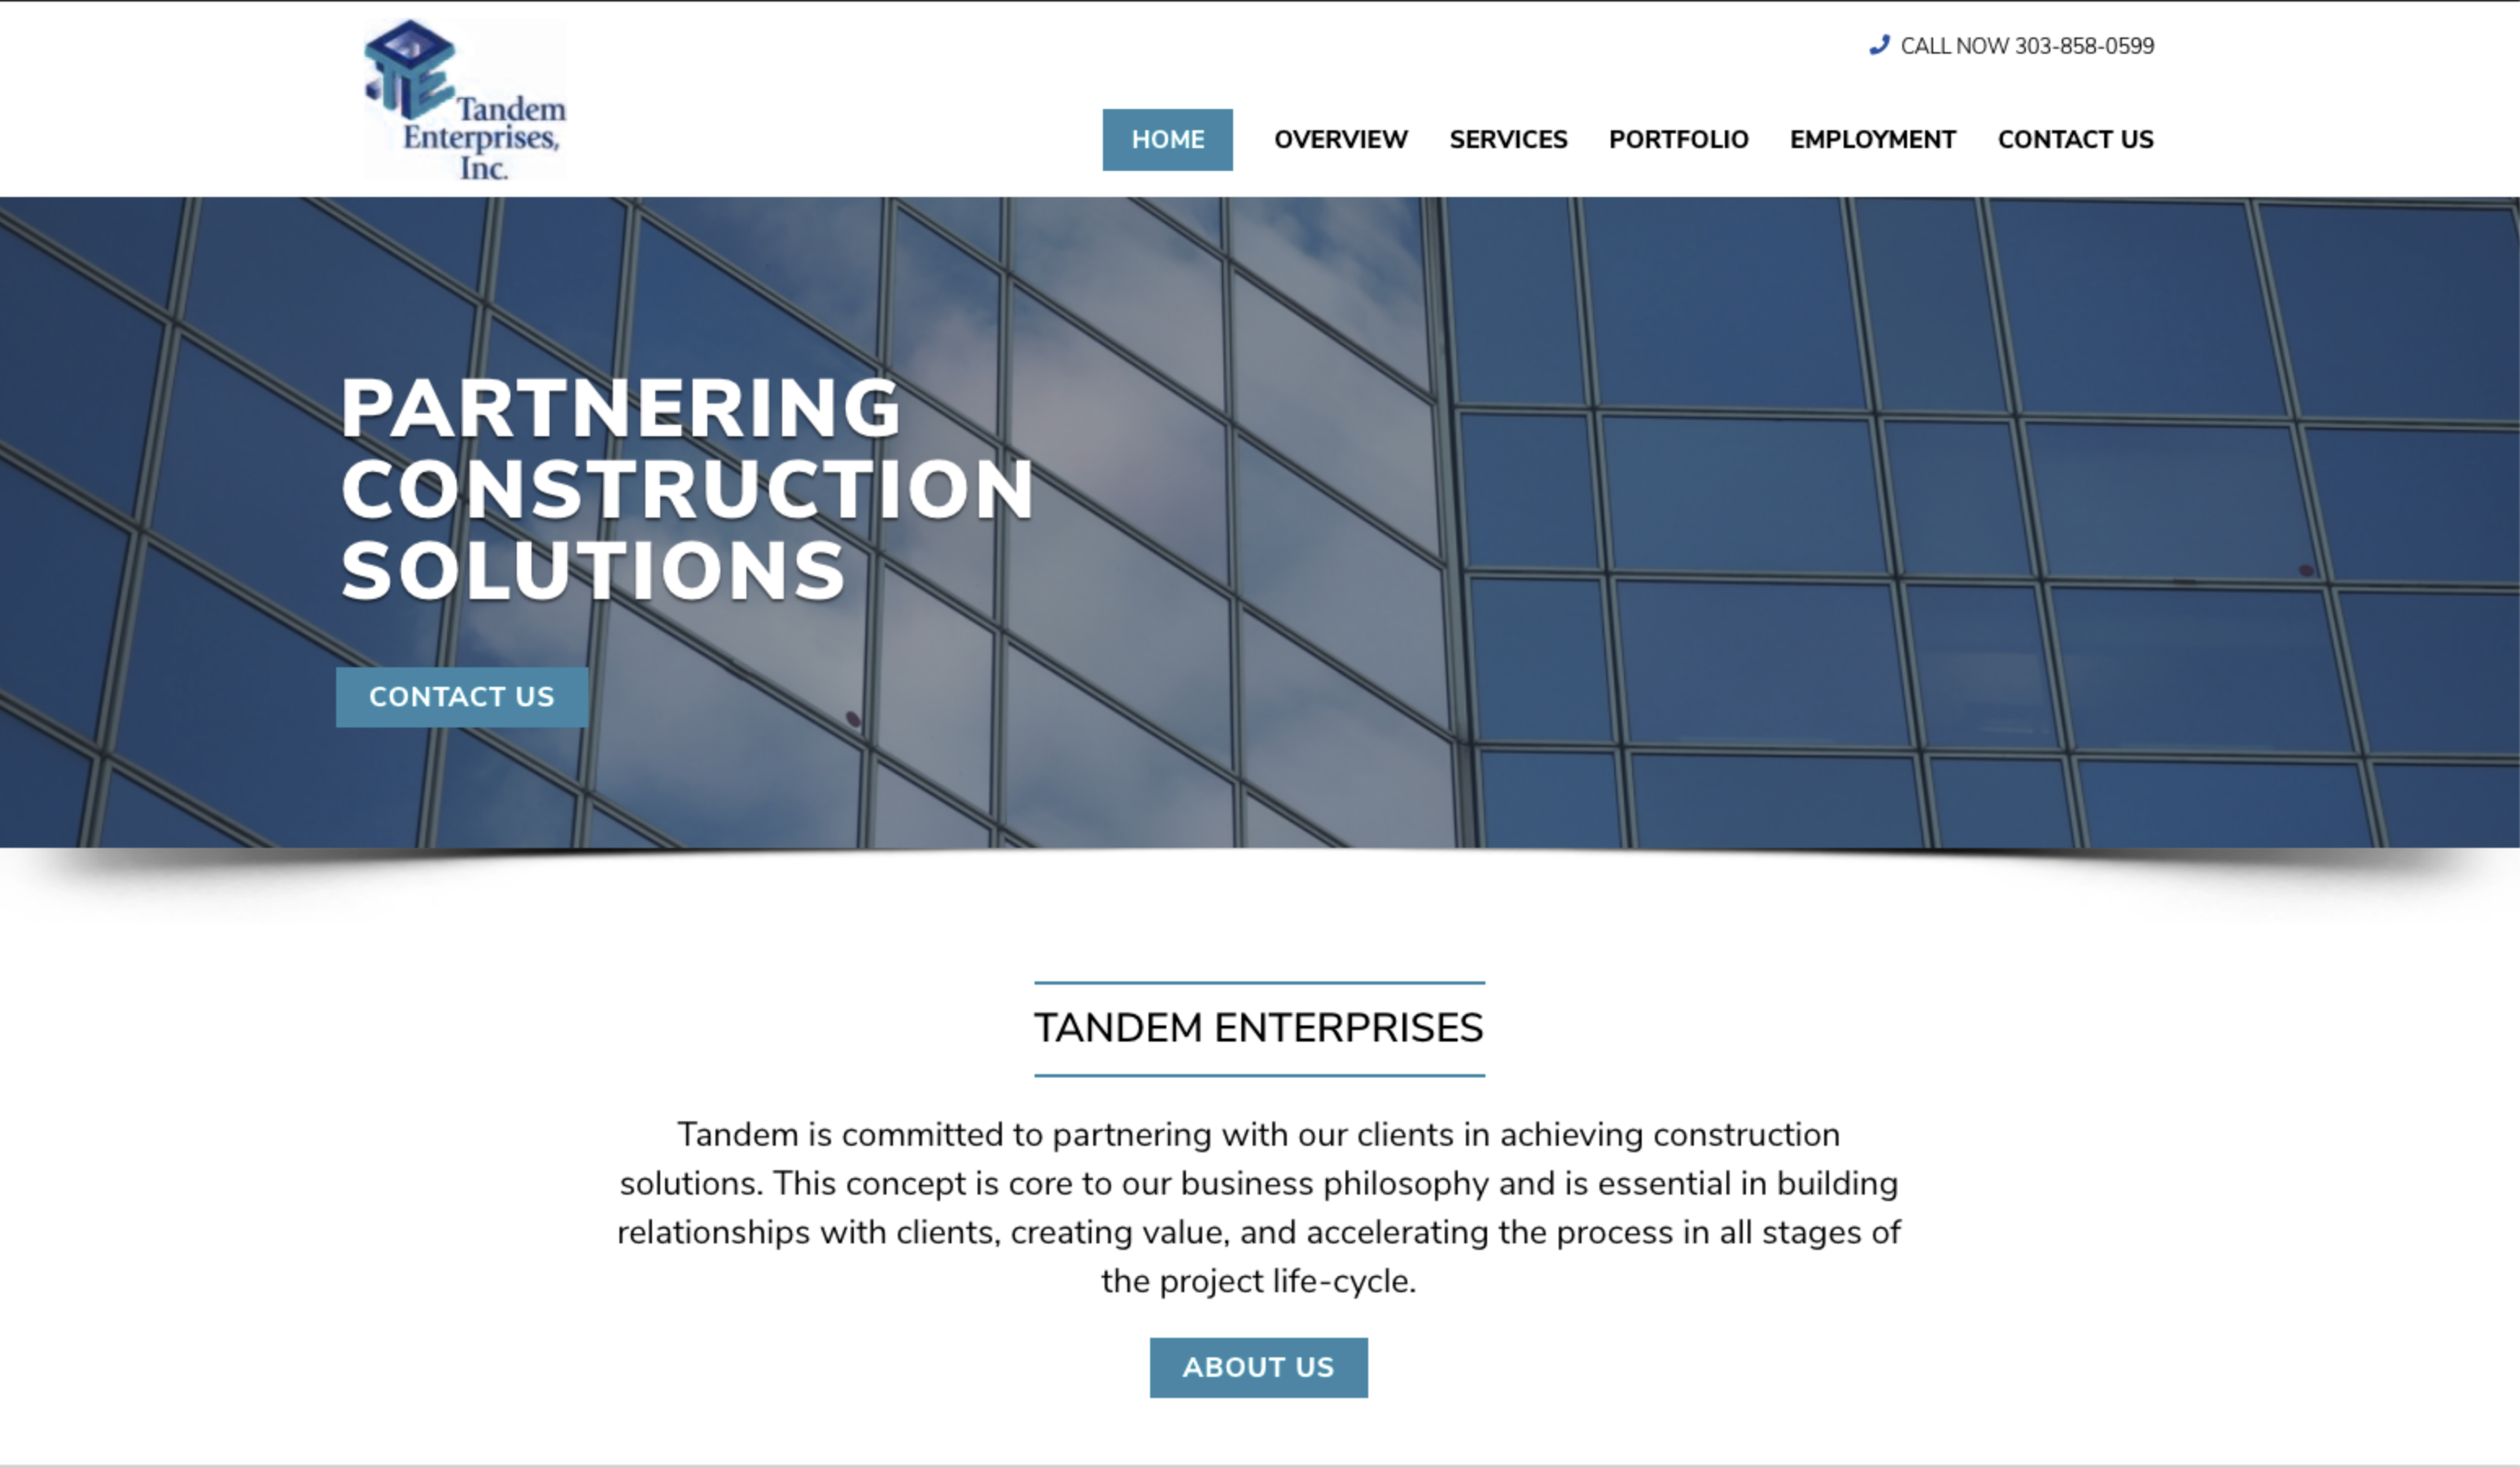 TE
Tandem
Enterprises,
Inc.
CALL NOW 303-858-0599
HOME OVERVIEW SERVICES PORTFOLIO EMPLOYMENT CONTACT US
PARTNERING
CONSTRUCTION
SOLUTIONS
CONTACT US
TANDEM ENTERPRISES
Tandem is committed to partnering with our clients in achieving construction
solutions. This concept is core to our business philosophy and is essential in building
relationships with clients, creating value, and accelerating the process in all stages of
the project life-cycle.
ABOUT US